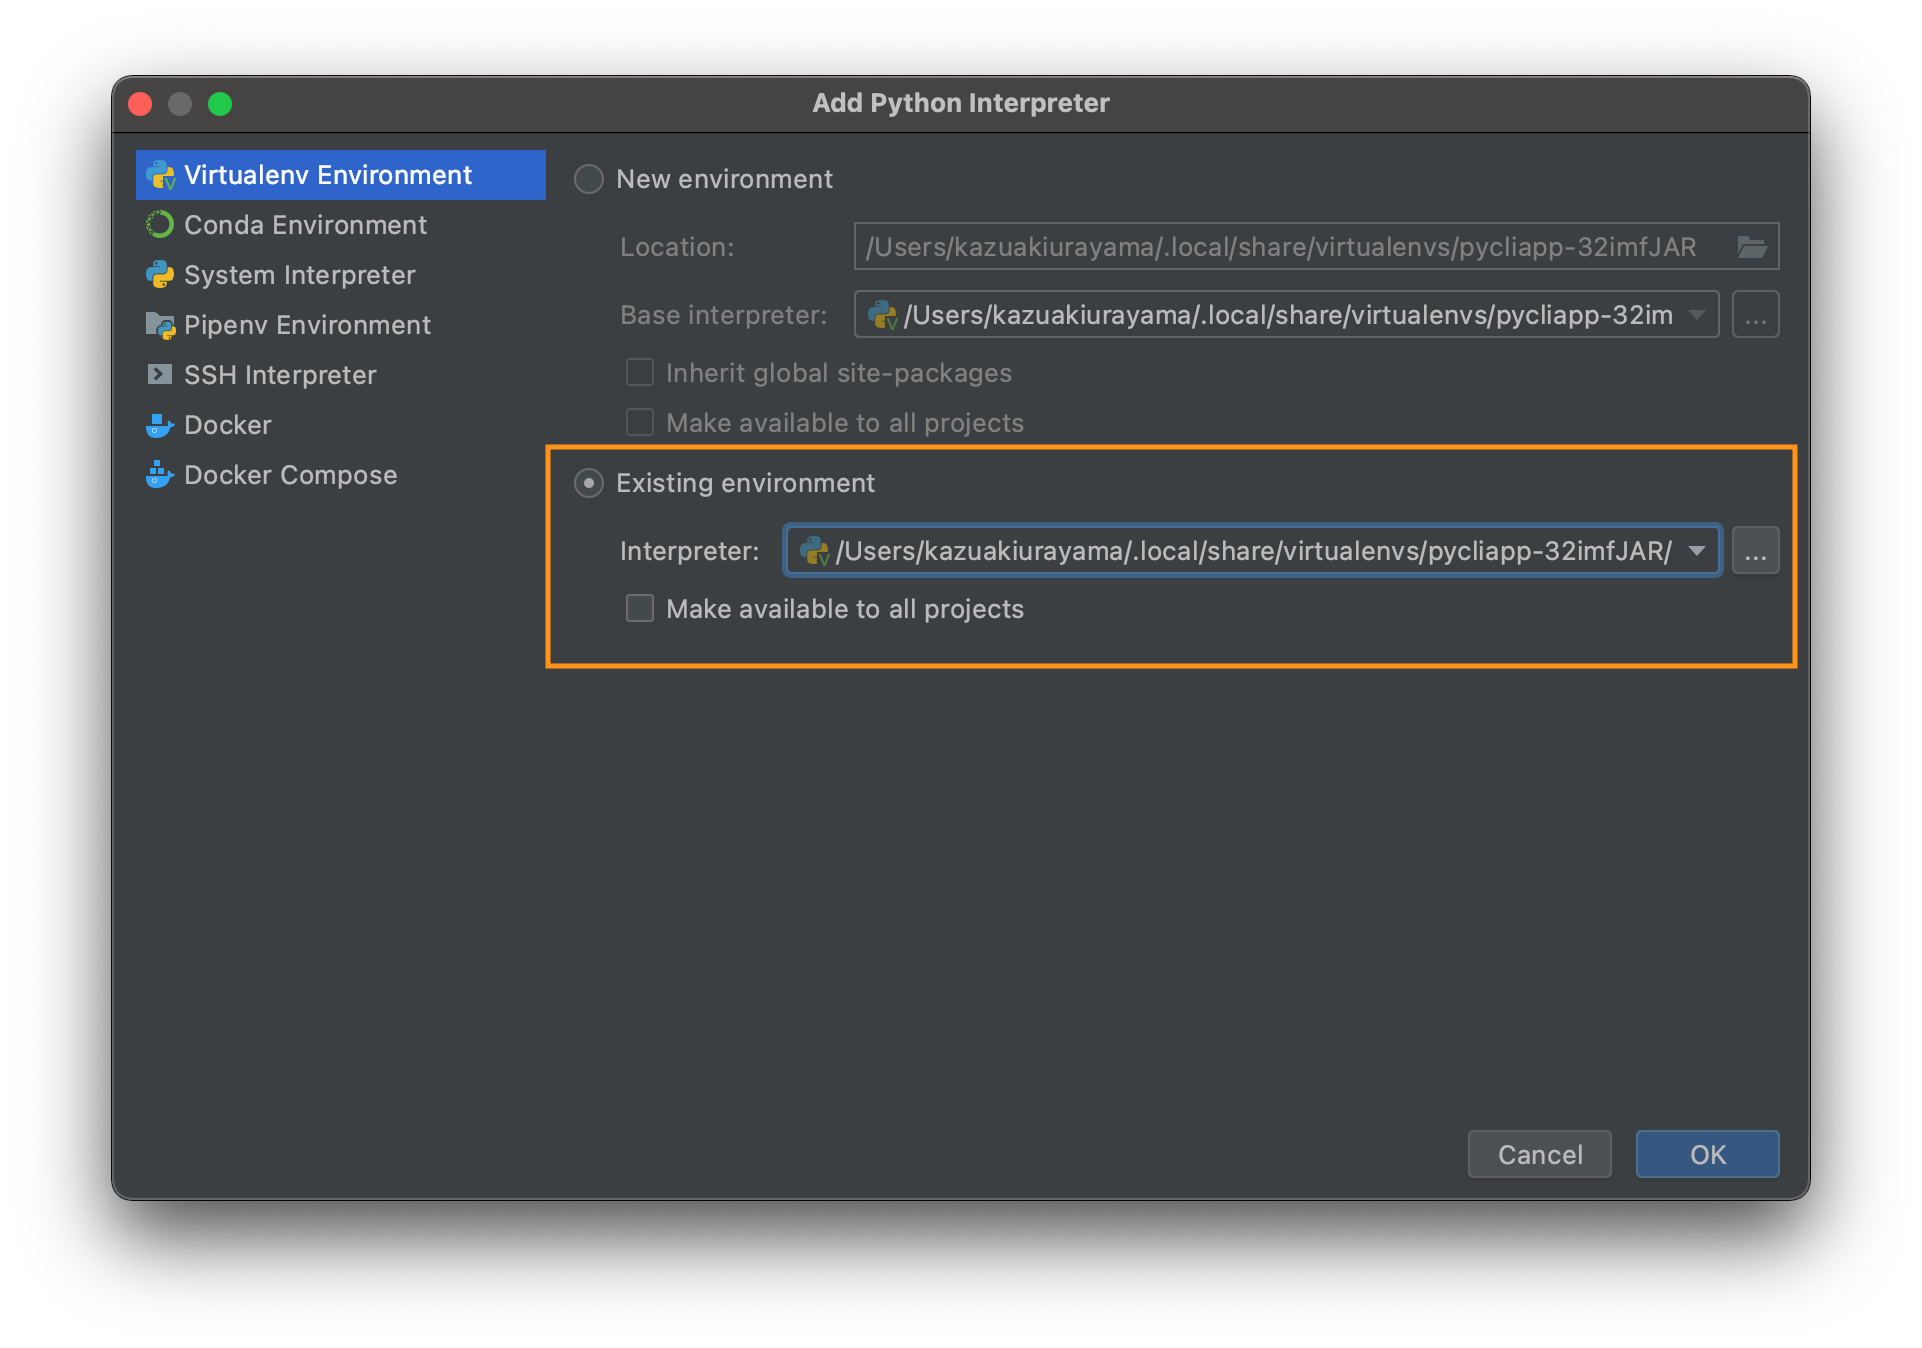 Add Python Interpreter
Virtualenv Environment
Conda Environment
System Interpreter
Pipenv Environment
SSH Interpreter
Docker
Docker Compose
New environment
Location: /Users/kazuakiurayama/.local/share/virtualenvs/pycliapp-32imfJAR
Base interpreter: /Users/kazuakiurayama/.local/share/virtualenvs/pycliapp-32im ...
Inherit global site-packages
Make available to all projects
Existing environment
Interpreter: /Users/kazuakiurayama/.local/share/virtualenvs/pycliapp-32imfJAR/ ...
Make available to all projects
Cancel OK